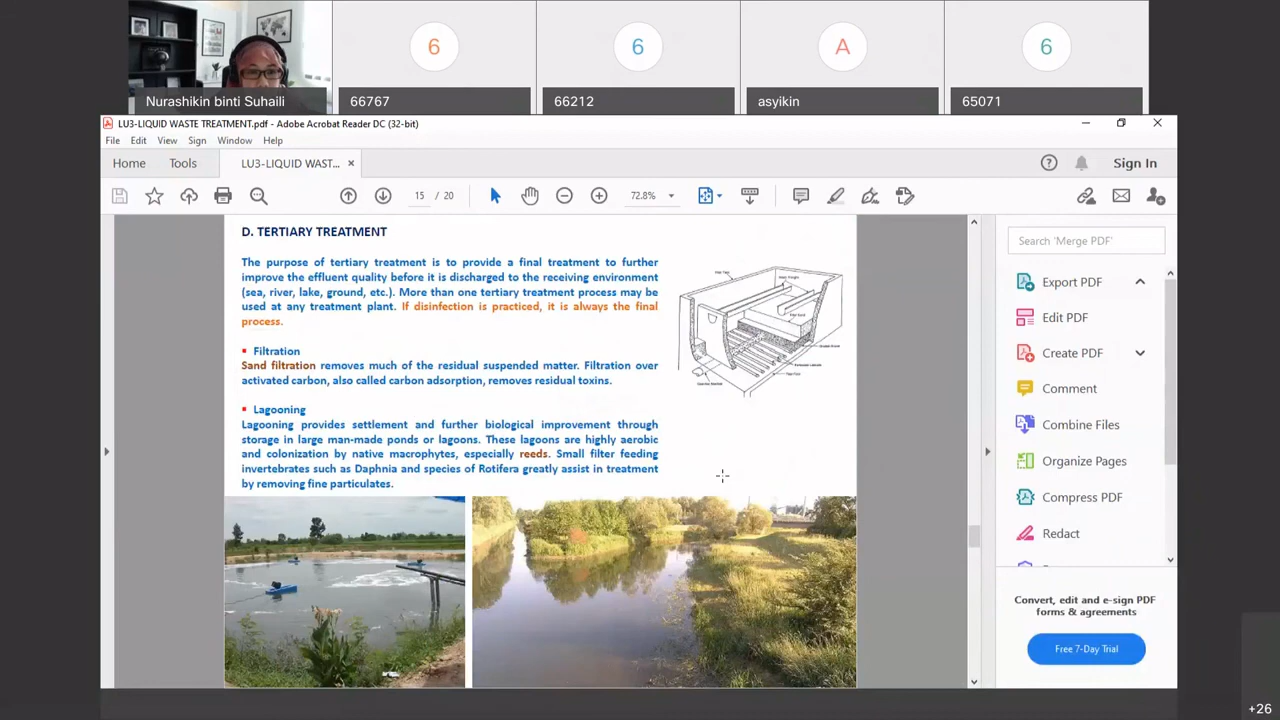 6
6
A
6
Nurashikin binti Suhaili
66767
66212
asyikin
65071
LU3-LIQUID WASTE TREATMENT.pdf - Adobe Acrobat Reader DC (32-bit)
File Edit View Sign Window Help
Home Tools LU3-LIQUID WAST... × Sign In
15 / 20 72.8%
D. TERTIARY TREATMENT
The purpose of tertiary treatment is to provide a final treatment to further
improve the effluent quality before it is discharged to the receiving environment
(sea, river, lake, ground, etc.). More than one tertiary treatment process may be
used at any treatment plant. If disinfection is practiced, it is always the final
process.
Filtration
Sand filtration removes much of the residual suspended matter. Filtration over
activated carbon, also called carbon adsorption, removes residual toxins.
Lagooning
Lagooning provides settlement and further biological improvement through
storage in large man-made ponds or lagoons. These lagoons are highly aerobic
and colonization by native macrophytes, especially reeds. Small filter feeding
invertebrates such as Daphnia and species of Rotifera greatly assist in treatment
by removing fine particulates.
Search 'Merge PDF'
Export PDF
Edit PDF
Create PDF
Comment
Combine Files
Organize Pages
Compress PDF
Redact
Convert, edit and e-sign PDF
forms & agreements
Free 7-Day Trial
+26